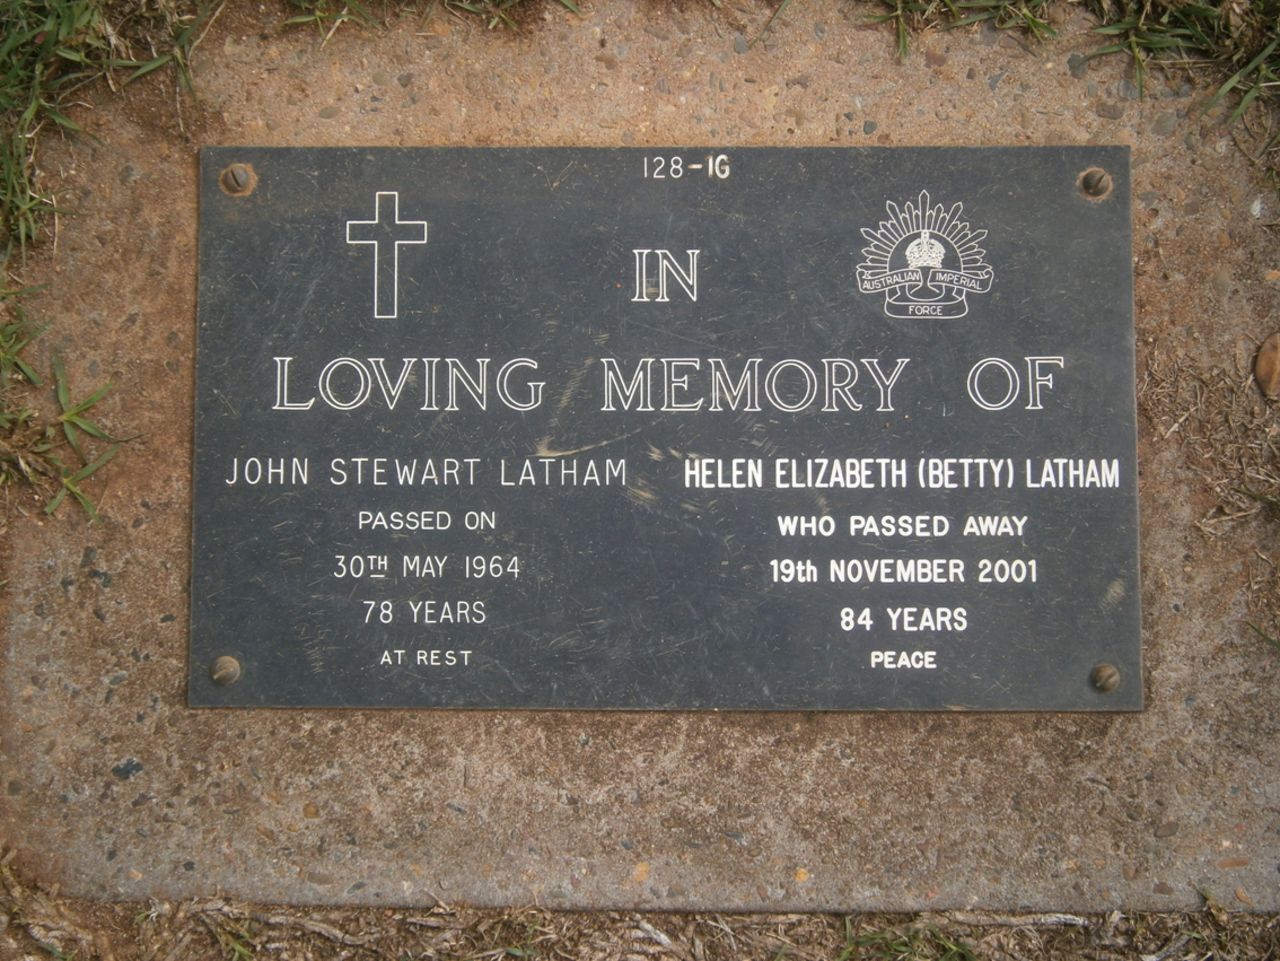 128-1G
IN
AUSTRALIAN IMPERIAL
FORCE
LOVING MEMORY OF
JOHN STEWART LATHAM
PASSED ON
30TH MAY 1964
78 YEARS
AT REST
HELEN ELIZABETH (BETTY) LATHAM
WHO PASSED AWAY
19th NOVEMBER 2001
84 YEARS
PEACE